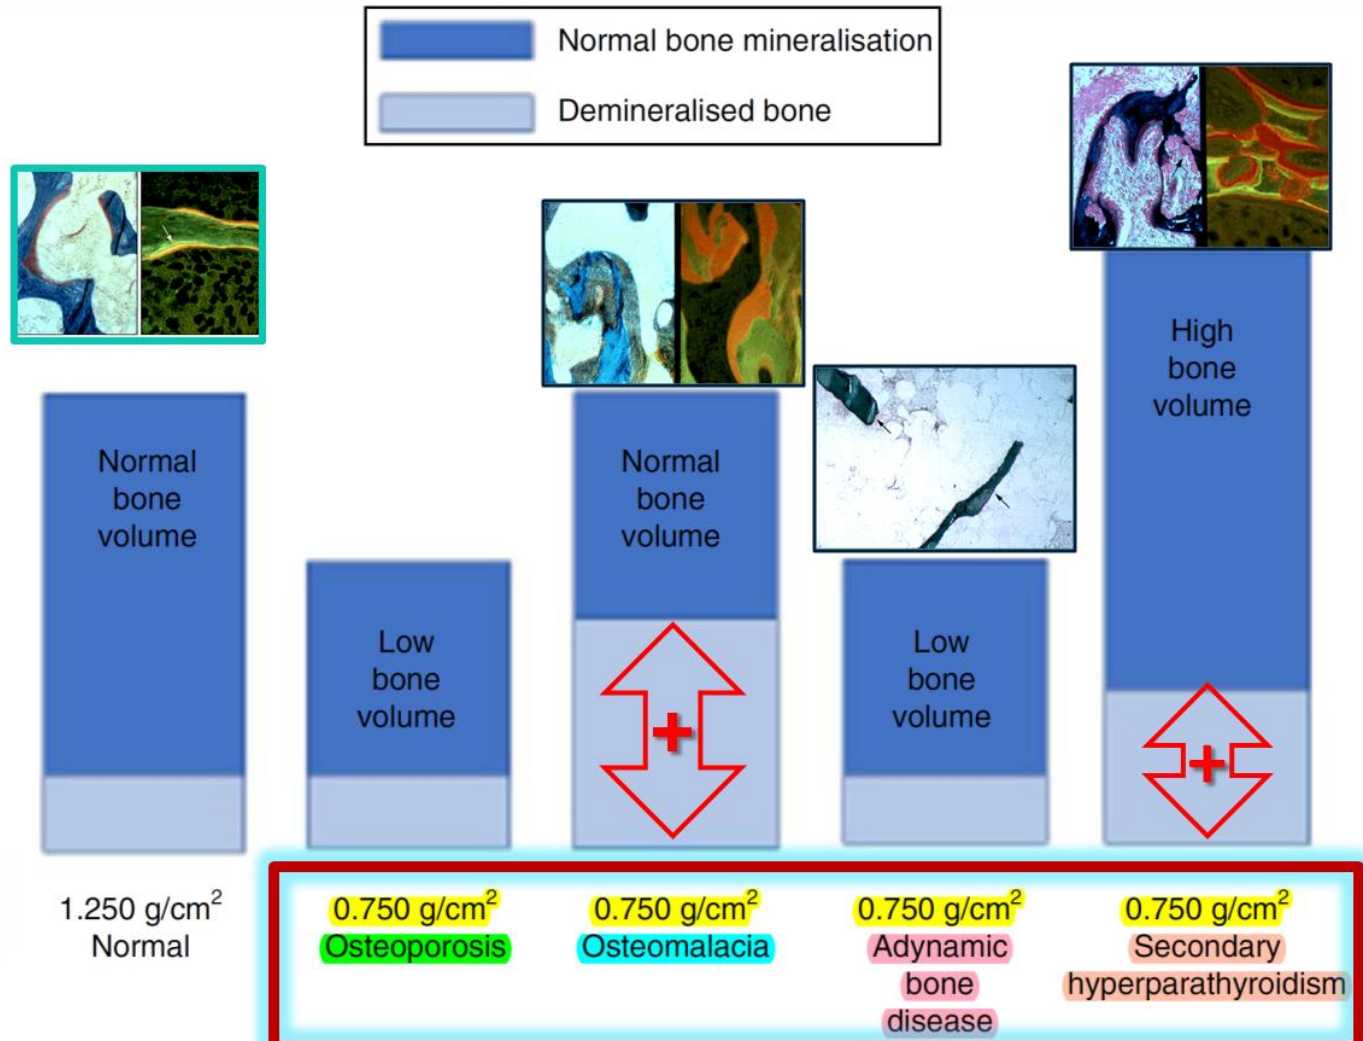 Normal bone mineralisation
Demineralised bone
Normal
bone
volume
Low
bone
volume
Normal
bone
volume
Low
bone
volume
High
bone
volume
+
+
1.250 g/cm²
Normal
0.750 g/cm²
Osteoporosis
0.750 g/cm²
Osteomalacia
0.750 g/cm²
Adynamic
bone
disease
0.750 g/cm²
Secondary
hyperparathyroidism